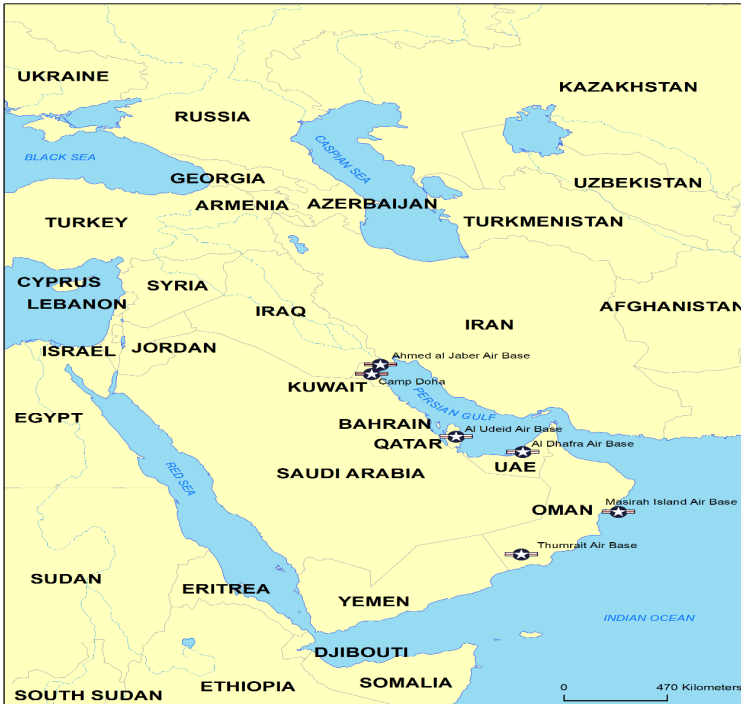 UKRAINE
KAZAKHSTAN
RUSSIA
CASPIAN SEA
BLACK SEA
GEORGIA
UZBEKISTAN
ARMENIA
AZERBAIJAN
TURKEY
TURKMENISTAN
CYPRUS
SYRIA
LEBANON
IRAQ
AFGHANISTAN
IRAN
ISRAEL
JORDAN
Ahmed al Jaber Air Base
KUWAIT
Camp Doha
PERSIAN GULF
EGYPT
BAHRAIN
Al Udeid Air Base
QATAR
Al Dhafra Air Base
SAUDI ARABIA
UAE
RED SEA
Masirah Island Air Base
OMAN
Thumrait Air Base
SUDAN
ERITREA
YEMEN
INDIAN OCEAN
DJIBOUTI
ETHIOPIA
SOMALIA
0 470 Kilometers
SOUTH SUDAN